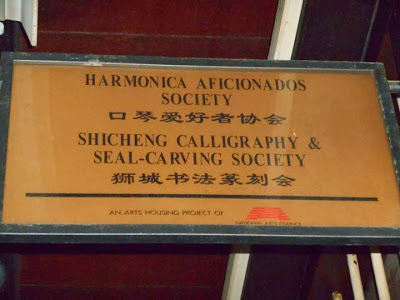 HARMONICA AFICIONADOS
SOCIETY
口琴爱好者协会
SHICHENG CALLIGRAPHY &
SEAL-CARVING SOCIETY
狮城书法篆刻会
AN ARTS HOUSING PROJECT OF
NATIONAL ARTS COUNCIL